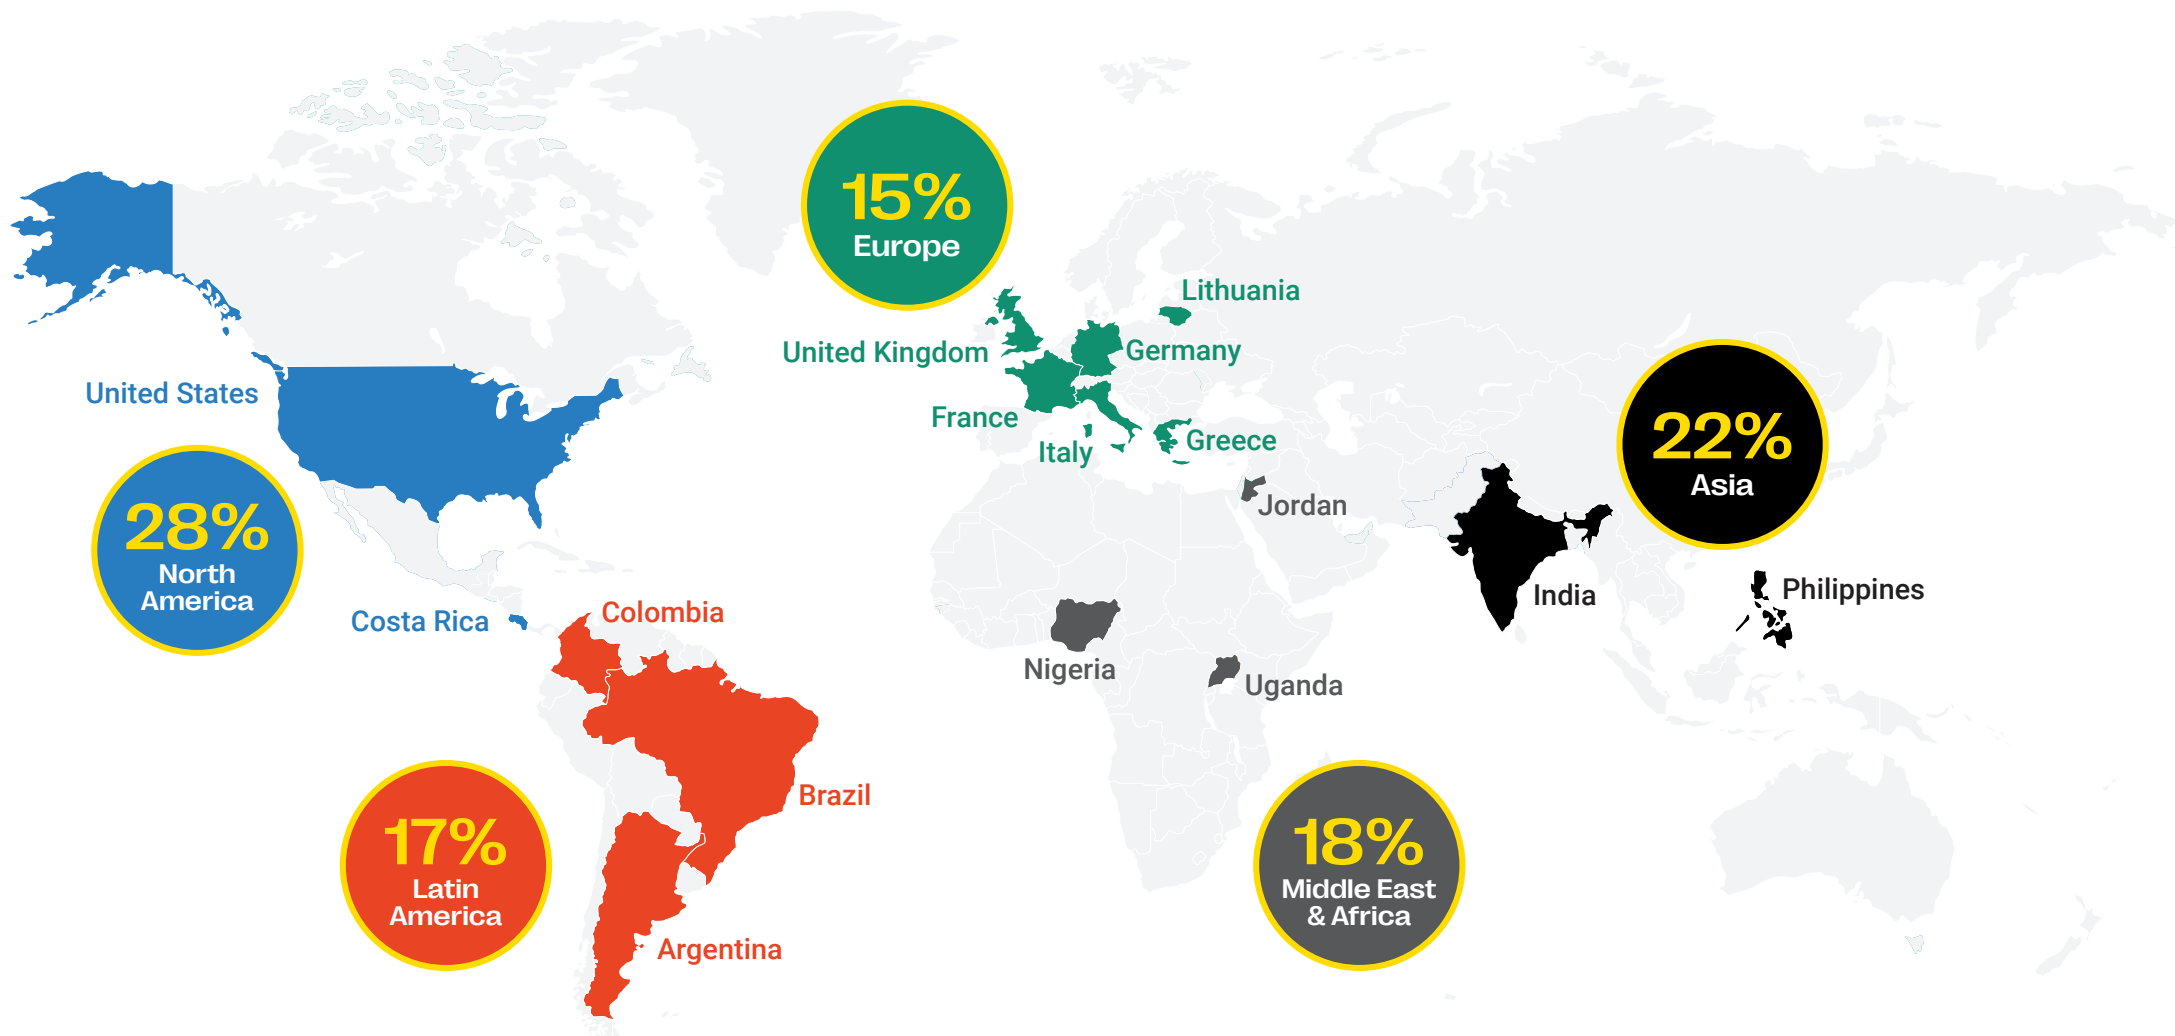 15%
Europe
Lithuania
United Kingdom
Germany
France
Italy
Greece
United States
28%
North
America
Costa Rica
22%
Asia
Jordan
India
Philippines
Colombia
Nigeria
Uganda
Brazil
17%
Latin
America
Argentina
18%
Middle East
& Africa